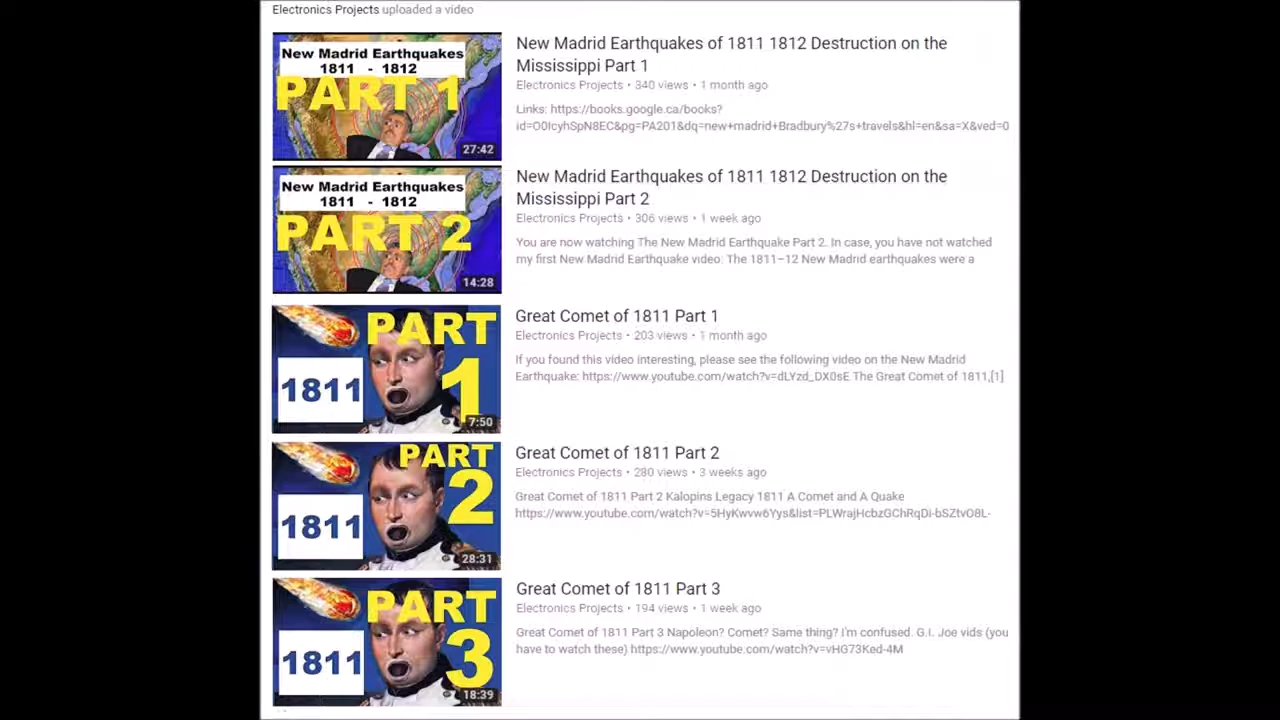 Electronics Projects uploaded a video
New Madrid Earthquakes
1811 - 1812
PART 1
27:42
New Madrid Earthquakes of 1811 1812 Destruction on the
Mississippi Part 1
Electronics Projects • 340 views • 1 month ago
Links: https://books.google.ca/books?
id=O0IcyhSpN8EC&pg=PA201&dq=new+madrid+Bradbury%27s+travels&hl=en&sa=X&ved=0
New Madrid Earthquakes
1811 - 1812
PART 2
14:28
New Madrid Earthquakes of 1811 1812 Destruction on the
Mississippi Part 2
Electronics Projects • 306 views • 1 week ago
You are now watching The New Madrid Earthquake Part 2. In case, you have not watched
my first New Madrid Earthquake video: The 1811–12 New Madrid earthquakes were a
PART
1
1811
7:50
Great Comet of 1811 Part 1
Electronics Projects • 203 views • 1 month ago
If you found this video interesting, please see the following video on the New Madrid
Earthquake: https://www.youtube.com/watch?v=dLYzd_DX0sE The Great Comet of 1811,[1]
PART
2
1811
28:31
Great Comet of 1811 Part 2
Electronics Projects • 280 views • 3 weeks ago
Great Comet of 1811 Part 2 Kalopins Legacy 1811 A Comet and A Quake
https://www.youtube.com/watch?v=5HyKwvw6Yys&list=PLWrajHcbzGChRqDi-bSZtvO8L-
PART
3
1811
18:39
Great Comet of 1811 Part 3
Electronics Projects • 194 views • 1 week ago
Great Comet of 1811 Part 3 Napoleon? Comet? Same thing? I'm confused. G.I. Joe vids (you
have to watch these) https://www.youtube.com/watch?v=vHG73Ked-4M